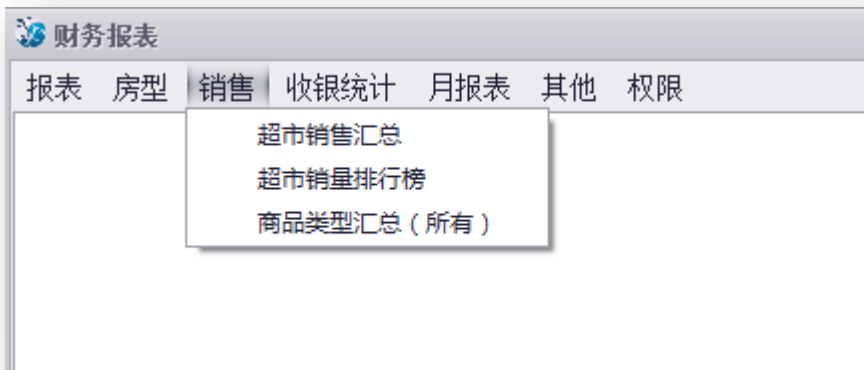 财务报表
报表 房型 销售 收银统计 月报表 其他 权限
超市销售汇总
超市销量排行榜
商品类型汇总（所有）